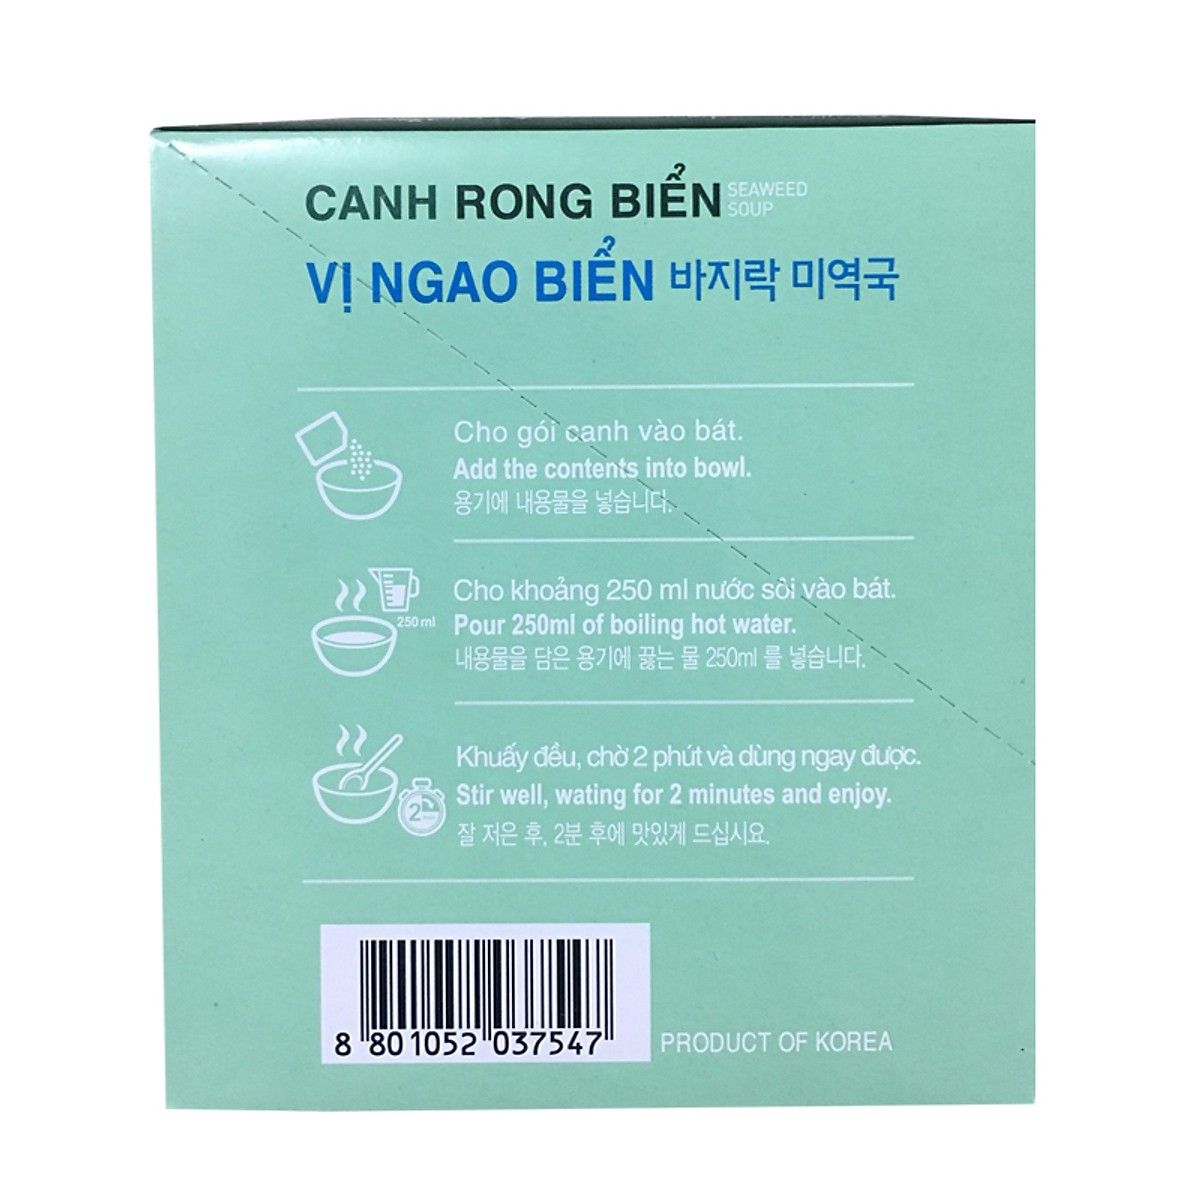 CANH RONG BIỂN SEAWEED
SOUP
VỊ NGAO BIỂN 바지락 미역국
Cho gói canh vào bát.
Add the contents into bowl.
용기에 내용물을 넣습니다.
250 ml
Cho khoảng 250 ml nước sôi vào bát.
Pour 250ml of boiling hot water.
내용물을 담은 용기에 끓는 물 250ml 를 넣습니다.
2
Khuấy đều, chờ 2 phút và dùng ngay được.
Stir well, wating for 2 minutes and enjoy.
잘 저은 후, 2분 후에 맛있게 드십시요.
8 801052 037547
PRODUCT OF KOREA